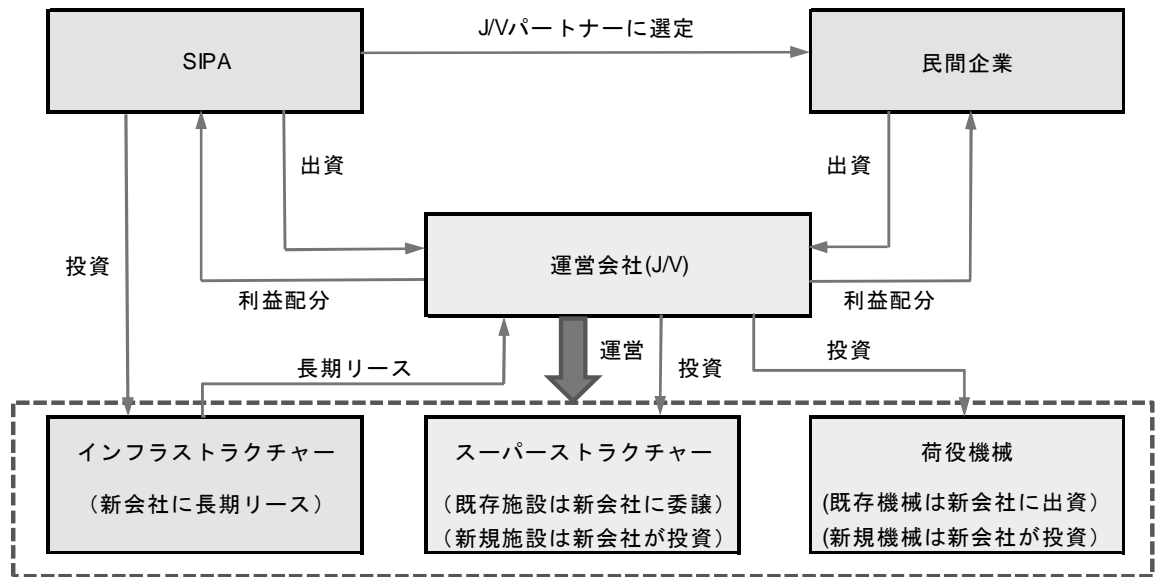 J/Vパートナーに選定
SIPA
民間企業
出資
出資
運営会社(J/V)
投資
利益配分
利益配分
運営
投資
投資
長期リース
インフラストラクチャー
（新会社に長期リース）
スーパーストラクチャー
（既存施設は新会社に委譲）
（新規施設は新会社が投資）
荷役機械
(既存機械は新会社に出資）
(新規機械は新会社が投資）